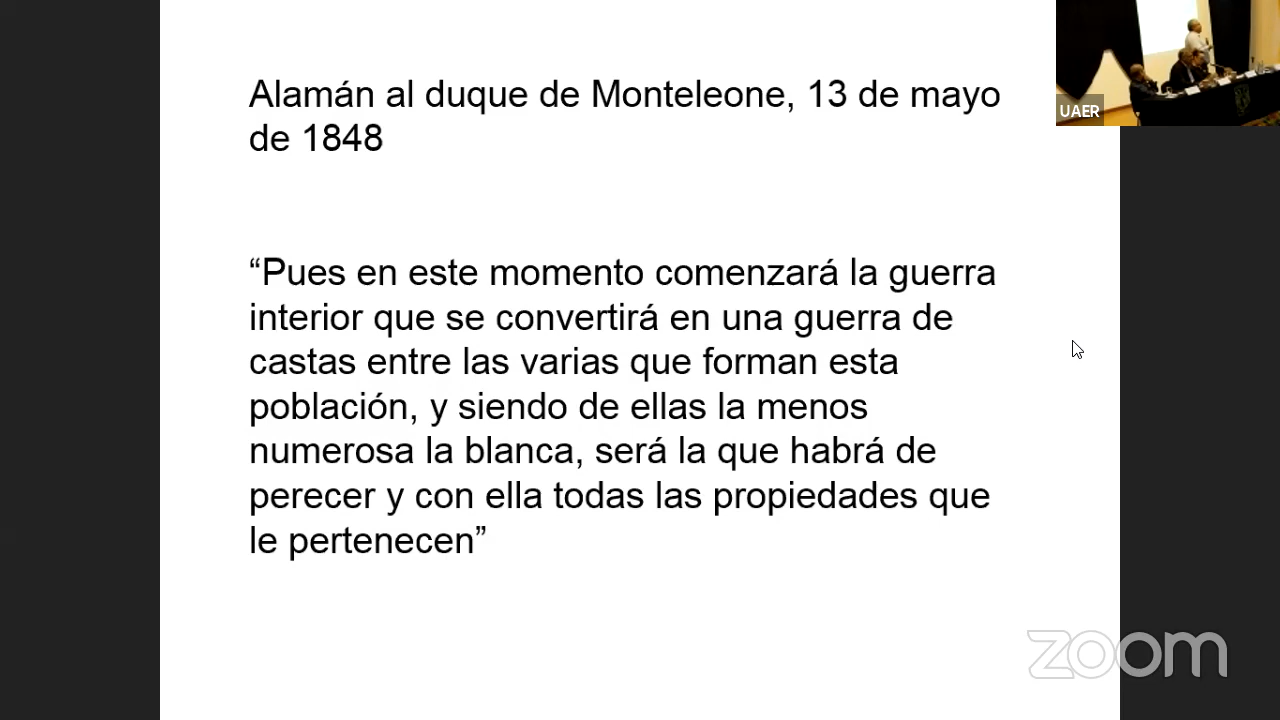 Alamán al duque de Monteleone, 13 de mayo
de 1848
“Pues en este momento comenzará la guerra
interior que se convertirá en una guerra de
castas entre las varias que forman esta
población, y siendo de ellas la menos
numerosa la blanca, será la que habrá de
perecer y con ella todas las propiedades que
le pertenecen”
UAER
zoom